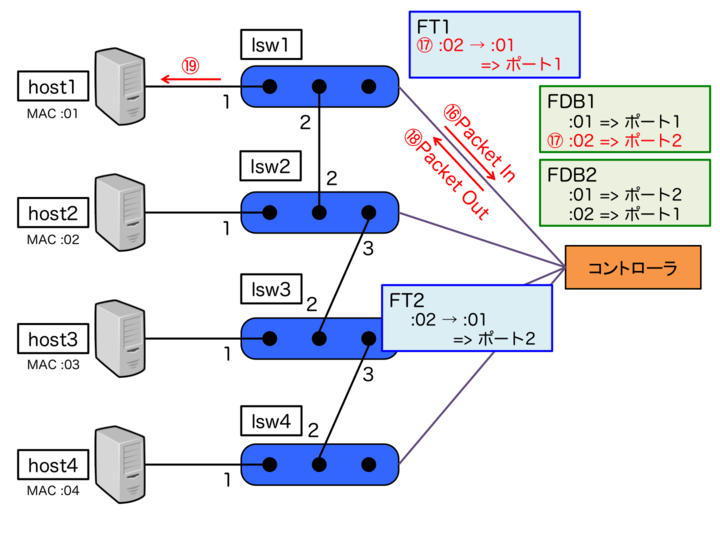 lsw1
host1
MAC :01
⑲
1
2
FT1
⑰ :02 → :01
=> ポート1
⑯Packet In
⑱Packet Out
FDB1
:01 => ポート1
⑰ :02 => ポート2
FDB2
:01 => ポート2
:02 => ポート1
lsw2
host2
MAC :02
1
2
3
コントローラ
lsw3
host3
MAC :03
1
2
3
FT2
:02 → :01
=> ポート2
lsw4
host4
MAC :04
1
2